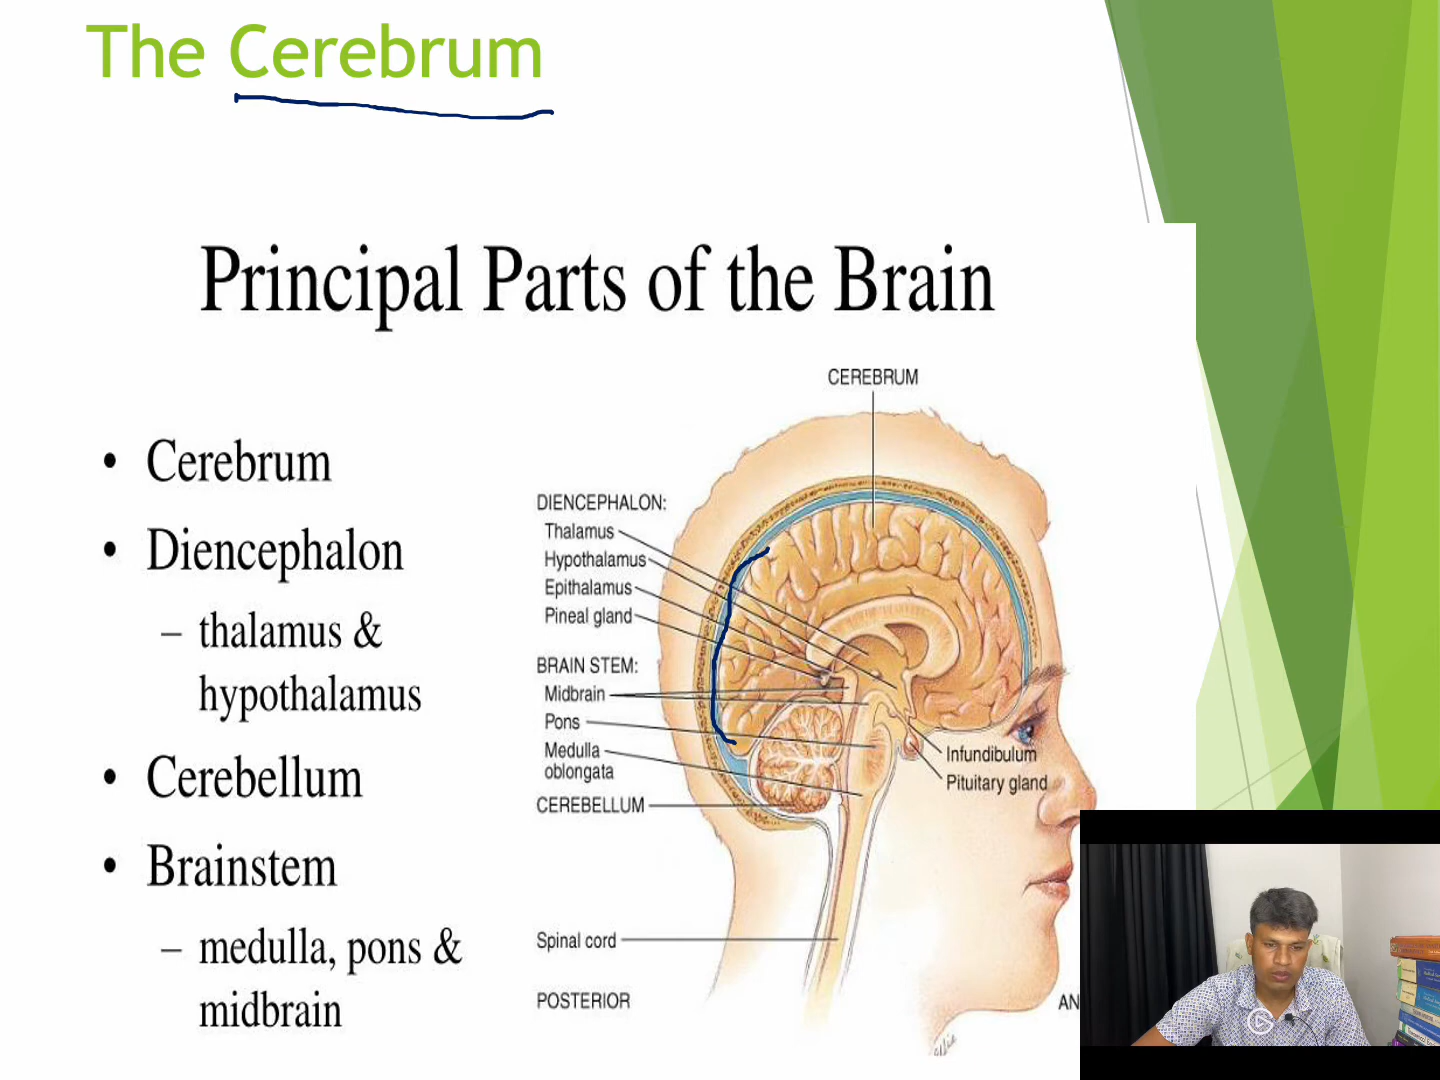 The Cerebrum
Principal Parts of the Brain
• Cerebrum
• Diencephalon
– thalamus &
hypothalamus
• Cerebellum
• Brainstem
– medulla, pons &
midbrain
CEREBRUM
DIENCEPHALON:
Thalamus
Hypothalamus
Epithalamus
Pineal gland
BRAIN STEM:
Midbrain
Pons
Medulla
oblongata
CEREBELLUM
Infundibulum
Pituitary gland
Spinal cord
POSTERIOR
AN